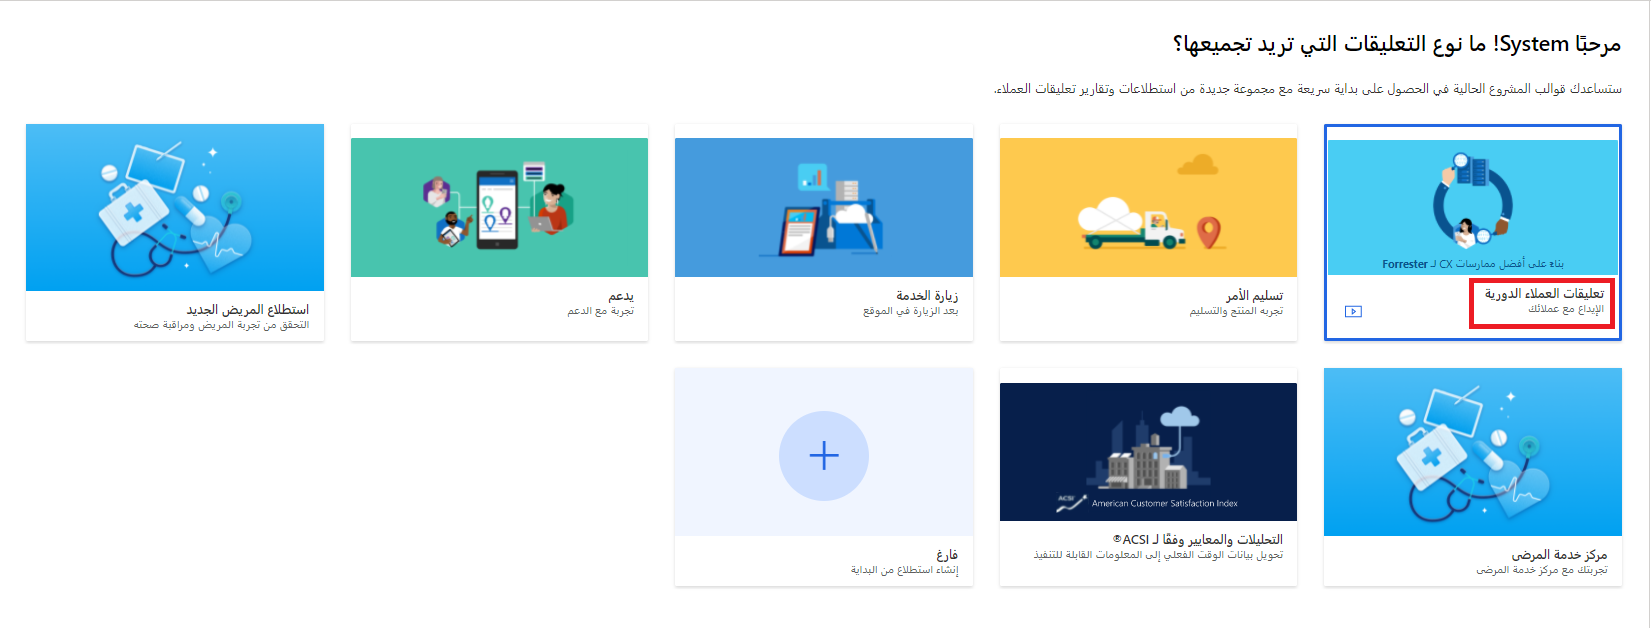 مرحبًا System! ما نوع التعليقات التي تريد تجميعها؟
ستساعدك قوالب المشروع الحالية في الحصول على بداية سريعة مع مجموعة جديدة من استطلاعات وتقارير تعليقات العملاء.
بناءً على أفضل ممارسات CX لـ Forrester
تعليقات العملاء الدورية
الإبداع مع عملائك
تسليم الأمر
تجربة المنتج والتسليم
زيارة الخدمة
بعد الزيارة في الموقع
يدعم
تجربة مع الدعم
استطلاع المريض الجديد
التحقق من تجربة المريض ومراقبة صحته
مركز خدمة المرضى
تجربتك مع مركز خدمة المرضى
ACSI
American Customer Satisfaction Index
التحليلات والمعايير وفقًا لـ ACSI®
تحويل بيانات الوقت الفعلي إلى المعلومات القابلة للتنفيذ
فارغ
إنشاء استطلاع من البداية